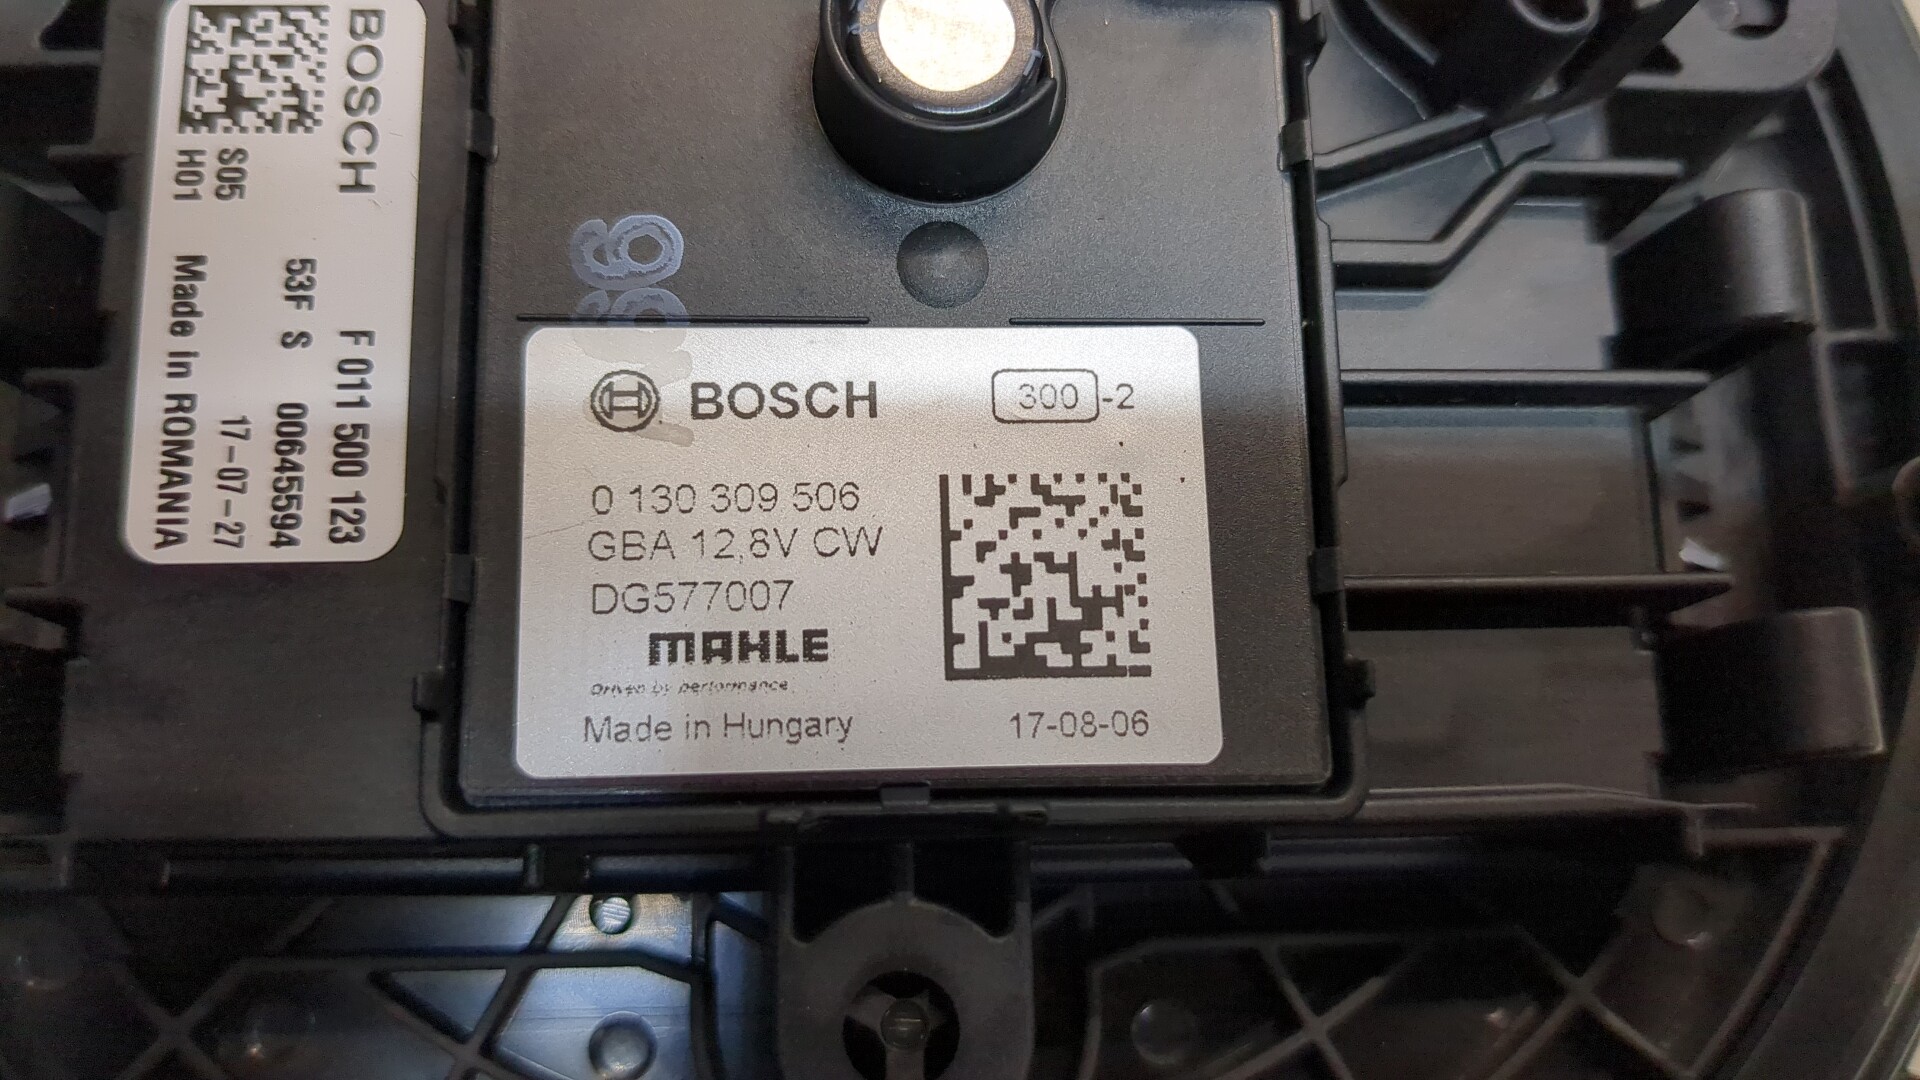 BOSCH
F 011 500 123
53F S 00645594
S05 17-07-27
H01 Made in ROMANIA
BOSCH 300-2
0 130 309 506
GBA 12,8V CW
DG577007
MAHLE
Driven by performance
Made in Hungary 17-08-06